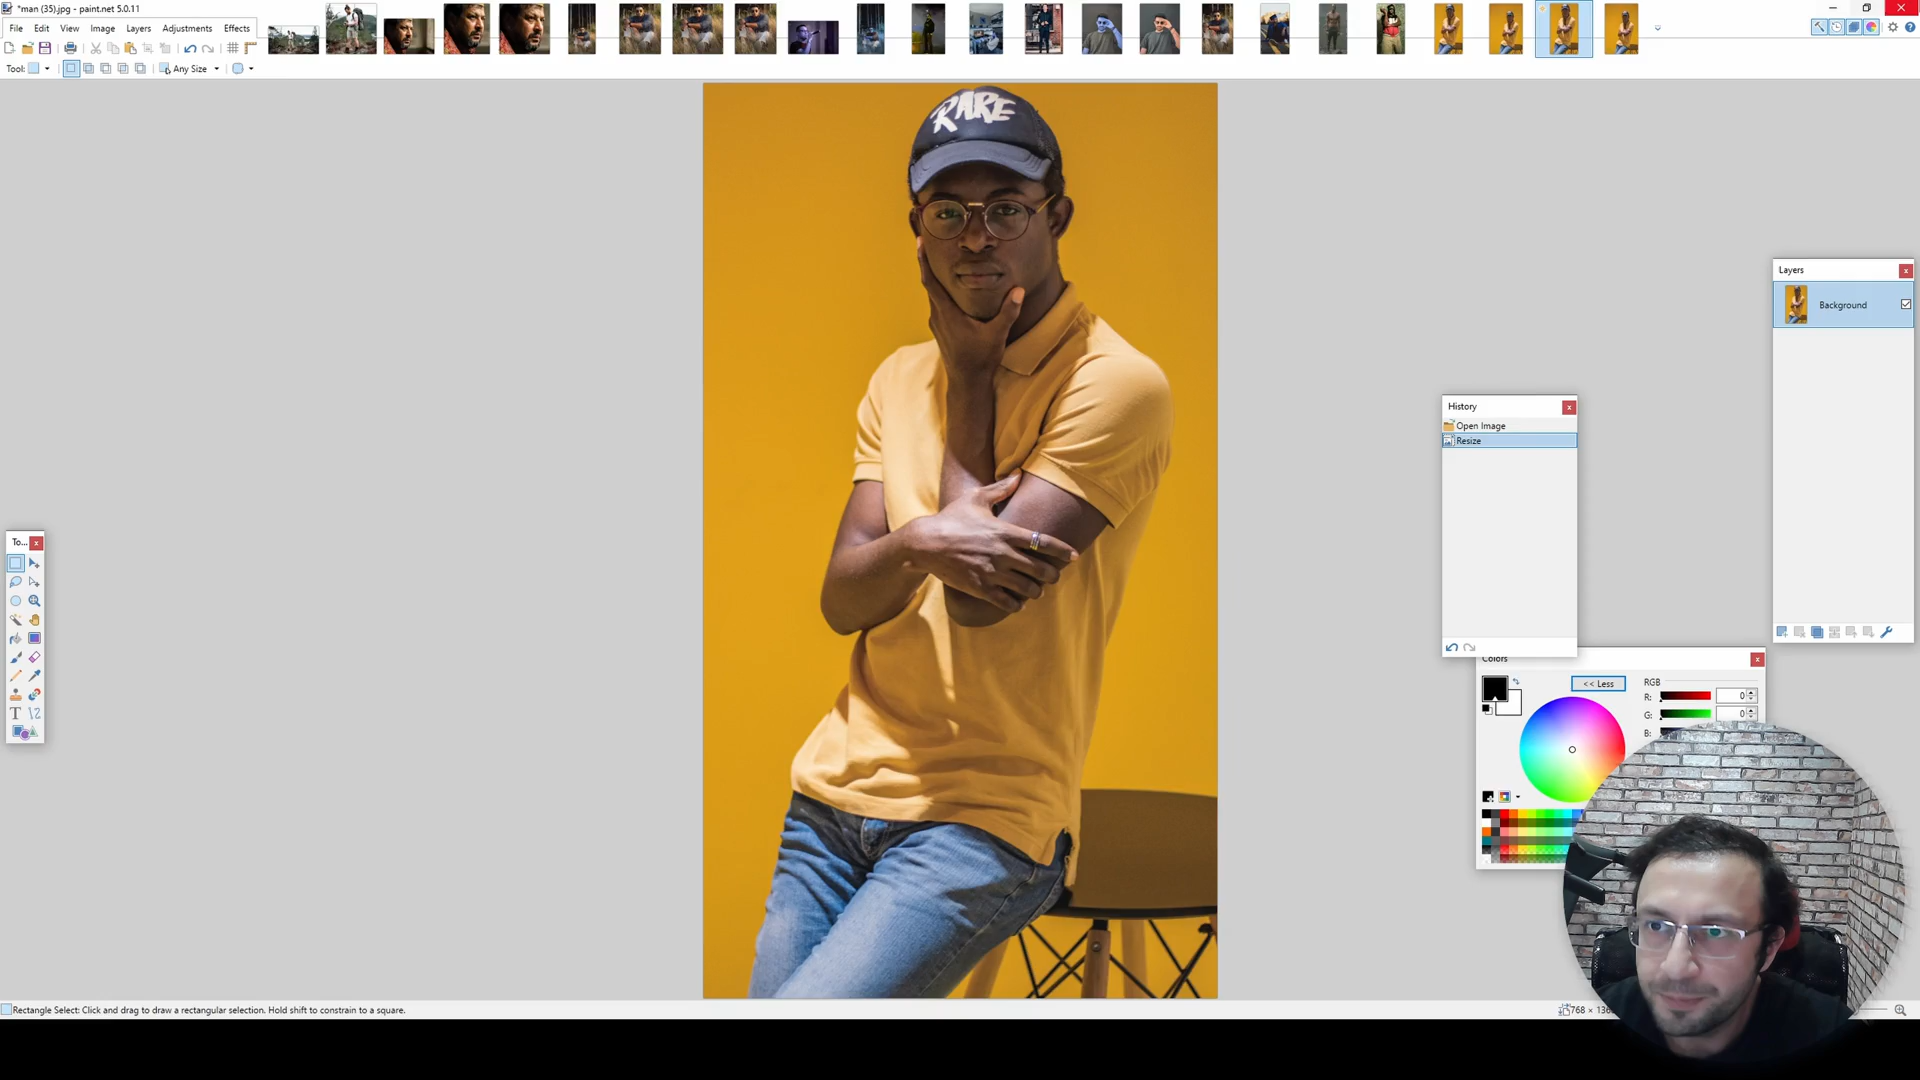 *man (35).jpg - paint.net 5.0.11
File Edit View Image Layers Adjustments Effects
Tool: Any Size
RARE
Layers
Background
History
Open Image
Resize
To...
Colors
<< Less
RGB
R: 0
G: 0
B:
Rectangle Select: Click and drag to draw a rectangular selection. Hold shift to constrain to a square.